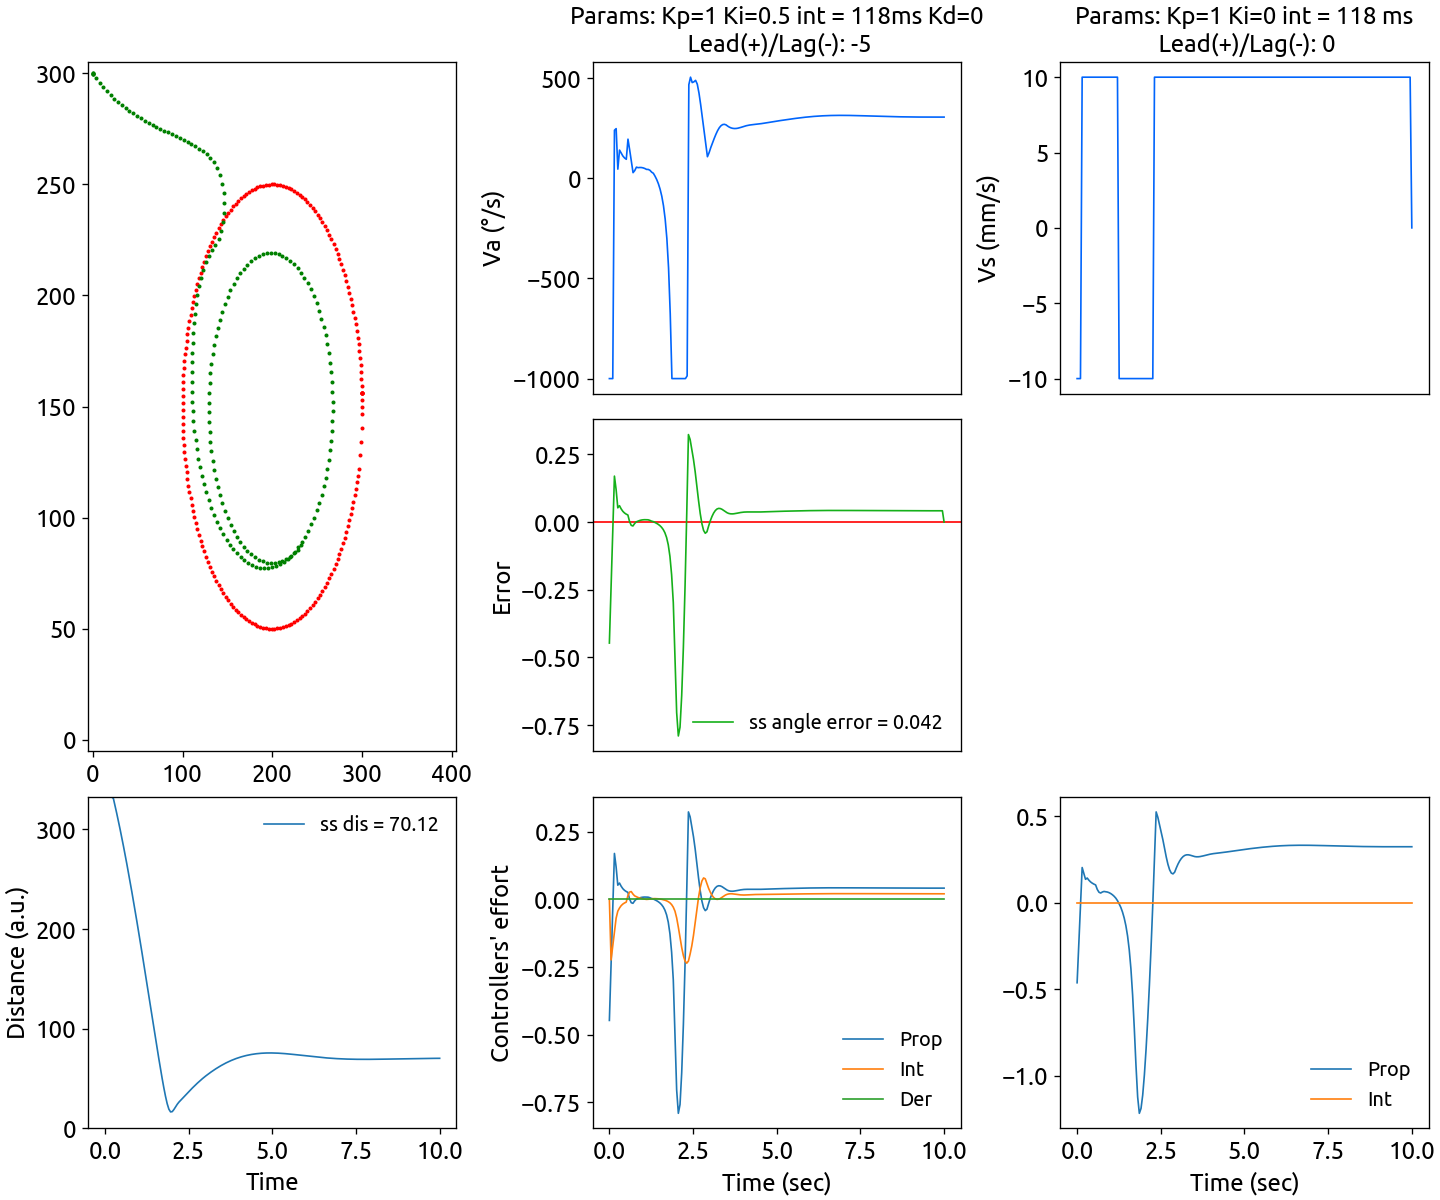 Params: Kp=1 Ki=0.5 int = 118ms Kd=0
Lead(+)/Lag(-): -5
Params: Kp=1 Ki=0 int = 118 ms
Lead(+)/Lag(-): 0
300
250
200
150
100
50
0
0 100 200 300 400
Va (°/s)
500
0
−500
−1000
Vs (mm/s)
10
5
0
−5
−10
Error
0.25
0.00
−0.25
−0.50
−0.75
ss angle error = 0.042
Distance (a.u.)
300
200
100
0
ss dis = 70.12
0.0 2.5 5.0 7.5 10.0
Time
Controllers' effort
0.25
0.00
−0.25
−0.50
−0.75
Prop
Int
Der
0.0 2.5 5.0 7.5 10.0
Time (sec)
0.5
0.0
−0.5
−1.0
Prop
Int
0.0 2.5 5.0 7.5 10.0
Time (sec)